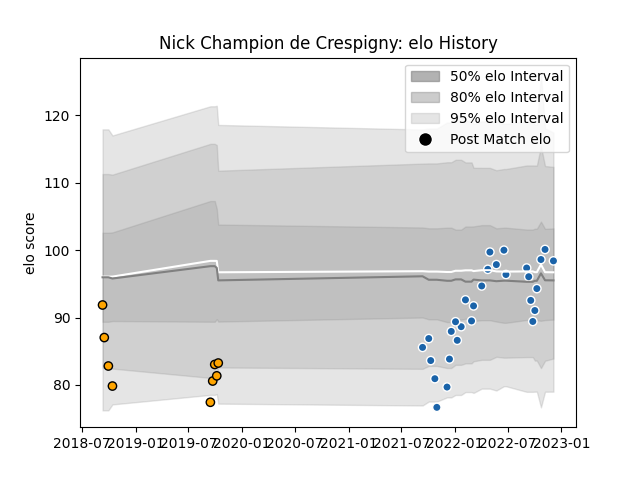 Nick Champion de Crespigny: elo History
50% elo Interval
80% elo Interval
95% elo Interval
Post Match elo
elo score
120
110
100
90
80
2018-07 2019-01 2019-07 2020-01 2020-07 2021-01 2021-07 2022-01 2022-07 2023-01